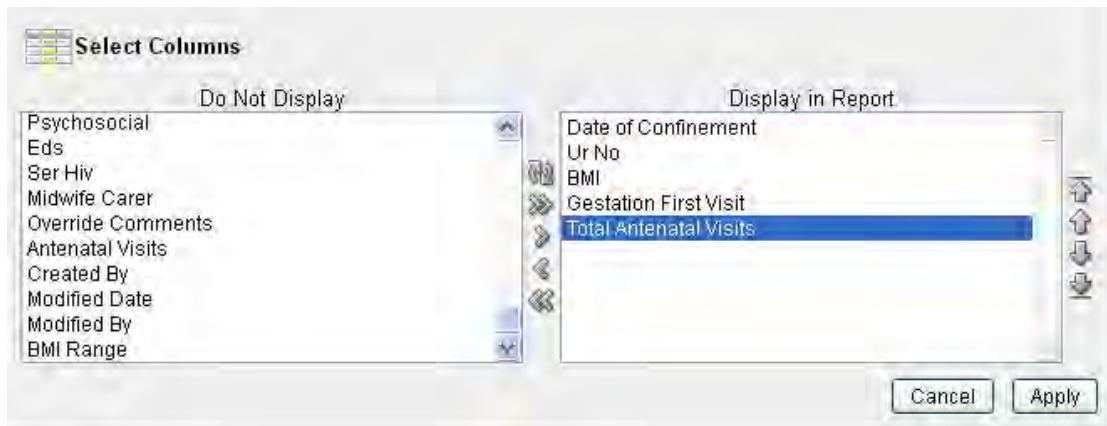 Select Columns
Do Not Display
Psychosocial
Eds
Ser Hiv
Midwife Carer
Override Comments
Antenatal Visits
Created By
Modified Date
Modified By
BMI Range
Display in Report
Date of Confinement
Ur No
BMI
Gestation First Visit
Total Antenatal Visits
Cancel
Apply